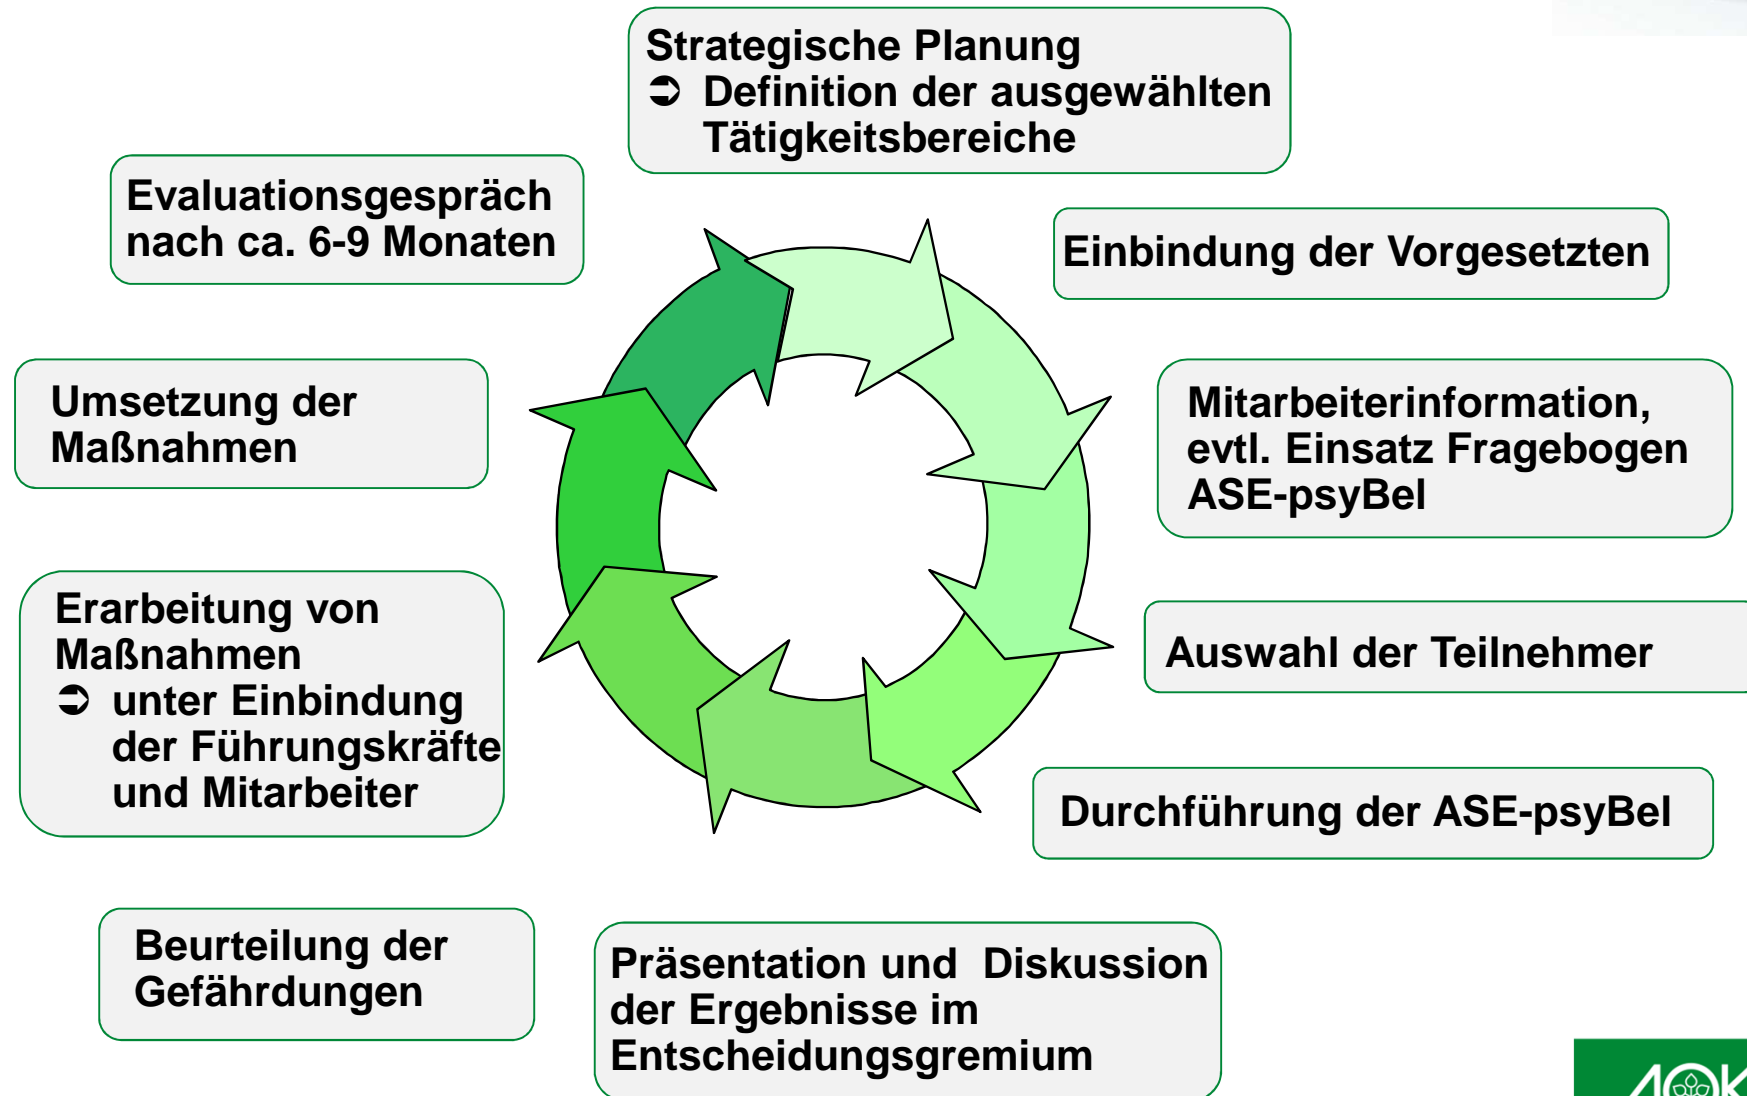 Strategische Planung
➲ Definition der ausgewählten
Tätigkeitsbereiche
Einbindung der Vorgesetzten
Mitarbeiterinformation,
evtl. Einsatz Fragebogen
ASE-psyBel
Auswahl der Teilnehmer
Durchführung der ASE-psyBel
Präsentation und  Diskussion
der Ergebnisse im
Entscheidungsgremium
Beurteilung der
Gefährdungen
Erarbeitung von
Maßnahmen
➲ unter Einbindung
der Führungskräfte
und Mitarbeiter
Umsetzung der
Maßnahmen
Evaluationsgespräch
nach ca. 6-9 Monaten
AOK